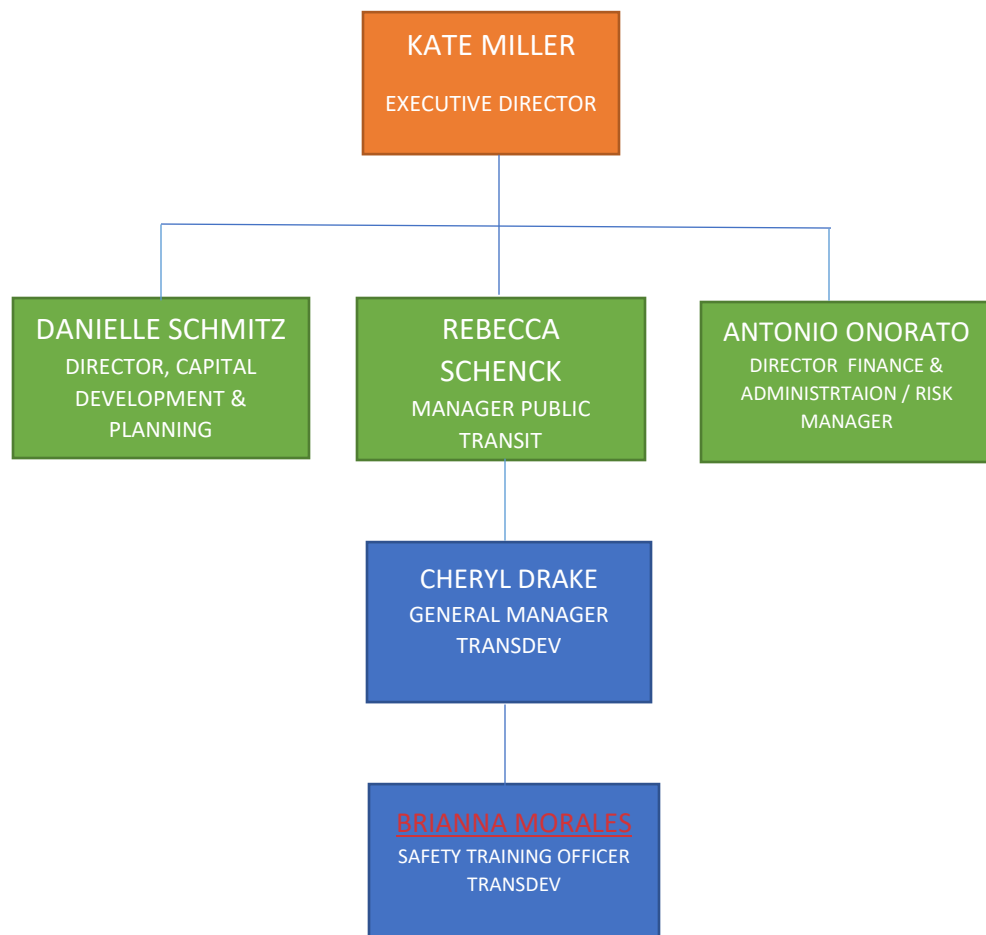 KATE MILLER
EXECUTIVE DIRECTOR
DANIELLE SCHMITZ
DIRECTOR, CAPITAL
DEVELOPMENT &
PLANNING
REBECCA
SCHENCK
MANAGER PUBLIC
TRANSIT
ANTONIO ONORATO
DIRECTOR FINANCE &
ADMINISTRTAION / RISK
MANAGER
CHERYL DRAKE
GENERAL MANAGER
TRANSDEV
BRIANNA MORALES
SAFETY TRAINING OFFICER
TRANSDEV